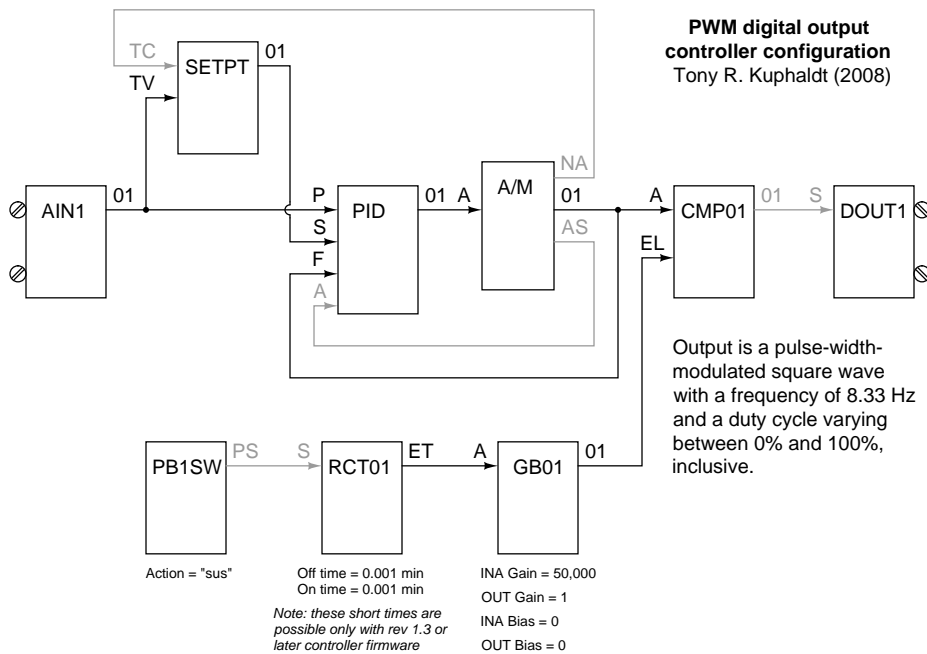 PWM digital output
controller configuration
Tony R. Kuphaldt (2008)
TC
TV
SETPT
01
AIN1
01
P
S
F
A
PID
01
A
A/M
NA
01
AS
A
EL
CMP01
01
S
DOUT1
Output is a pulse-width-
modulated square wave
with a frequency of 8.33 Hz
and a duty cycle varying
between 0% and 100%,
inclusive.
PB1SW
PS
S
RCT01
ET
A
GB01
01
Action = "sus"
Off time = 0.001 min
On time = 0.001 min
Note: these short times are
possible only with rev 1.3 or
later controller firmware
INA Gain = 50,000
OUT Gain = 1
INA Bias = 0
OUT Bias = 0